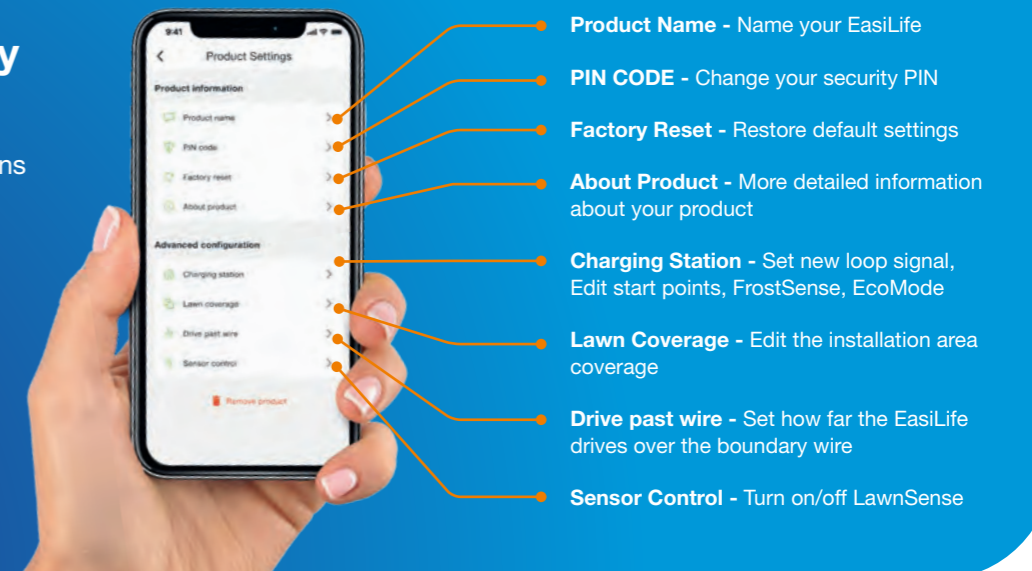 y
ns
9:41
Product Settings
Product information
Product name
PIN code
Factory reset
About product
Advanced configuration
Charging station
Lawn coverage
Drive past wire
Sensor control
Remove product
Product Name - Name your EasiLife
PIN CODE - Change your security PIN
Factory Reset - Restore default settings
About Product - More detailed information
about your product
Charging Station - Set new loop signal,
Edit start points, FrostSense, EcoMode
Lawn Coverage - Edit the installation area
coverage
Drive past wire - Set how far the EasiLife
drives over the boundary wire
Sensor Control - Turn on/off LawnSense